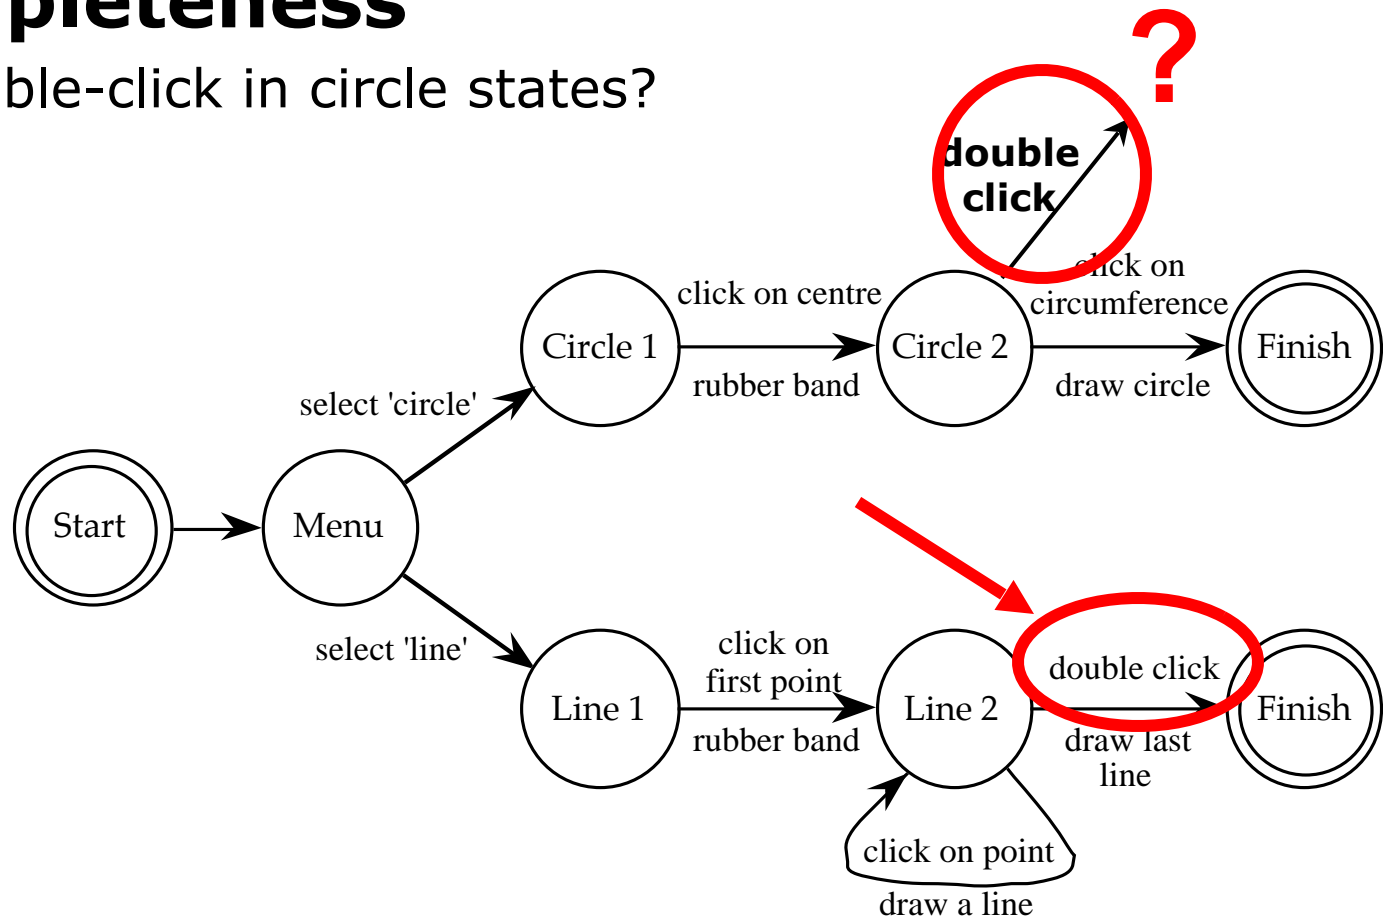 pleteness
ble-click in circle states?
?
double
click
click on
circumference
click on centre
Circle 1
Circle 2
Finish
rubber band
draw circle
select 'circle'
Start
Menu
select 'line'
click on
first point
double click
Line 1
Line 2
Finish
rubber band
draw last
line
click on point
draw a line